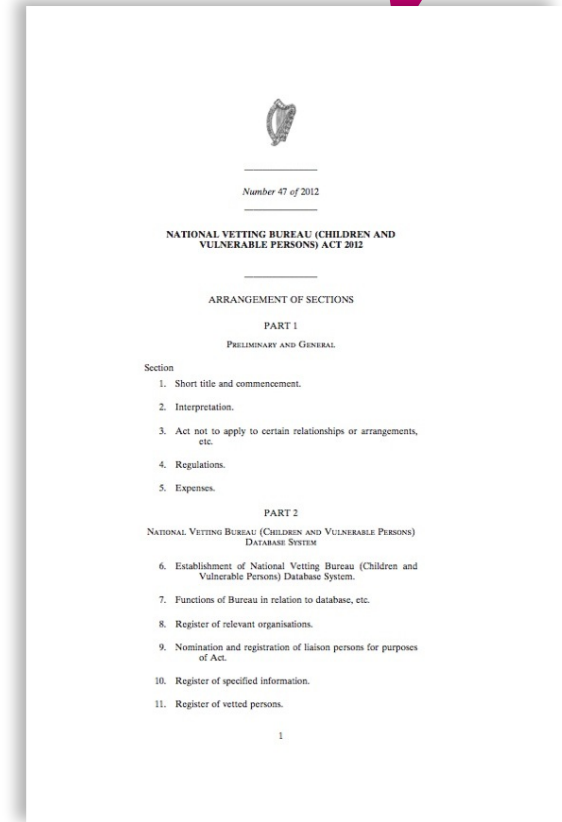 Number 47 of 2012
NATIONAL VETTING BUREAU (CHILDREN AND
VULNERABLE PERSONS) ACT 2012
ARRANGEMENT OF SECTIONS
PART 1
PRELIMINARY AND GENERAL
Section
1. Short title and commencement.
2. Interpretation.
3. Act not to apply to certain relationships or arrangements,
etc.
4. Regulations.
5. Expenses.
PART 2
NATIONAL VETTING BUREAU (CHILDREN AND VULNERABLE PERSONS)
DATABASE SYSTEM
6. Establishment of National Vetting Bureau (Children and
Vulnerable Persons) Database System.
7. Functions of Bureau in relation to database, etc.
8. Register of relevant organisations.
9. Nomination and registration of liaison persons for purposes
of Act.
10. Register of specified information.
11. Register of vetted persons.
1